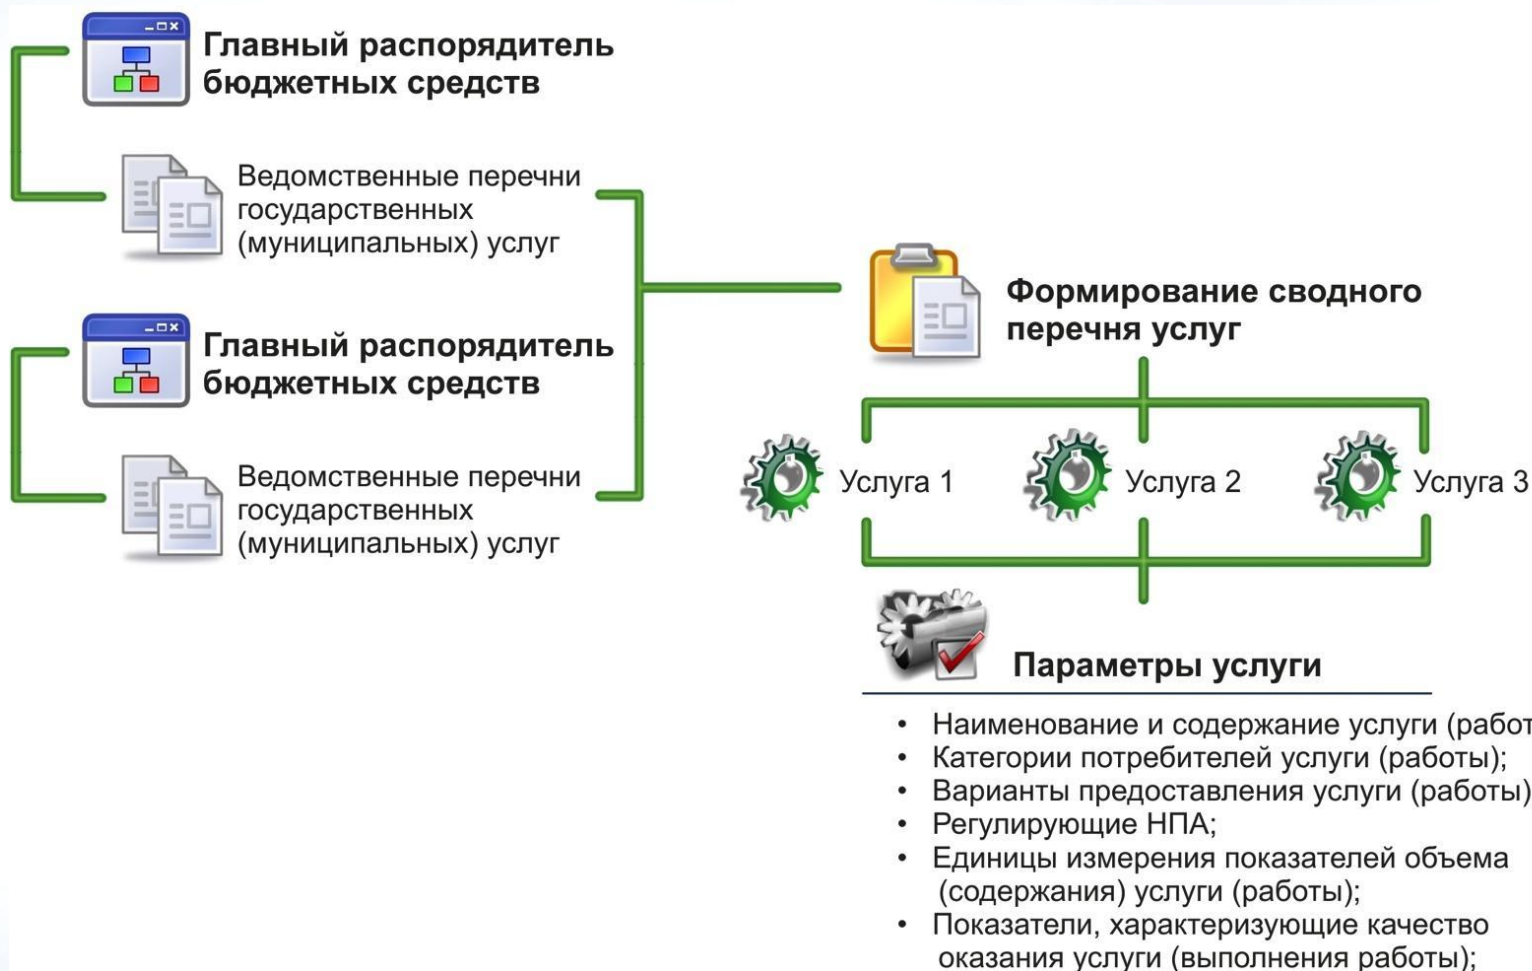 Главный распорядитель
бюджетных средств
Ведомственные перечни
государственных
(муниципальных) услуг
Главный распорядитель
бюджетных средств
Ведомственные перечни
государственных
(муниципальных) услуг
Формирование сводного
перечня услуг
Услуга 1
Услуга 2
Услуга 3
Параметры услуги
• Наименование и содержание услуги (работ
• Категории потребителей услуги (работы);
• Варианты предоставления услуги (работы)
• Регулирующие НПА;
• Единицы измерения показателей объема
(содержания) услуги (работы);
• Показатели, характеризующие качество
оказания услуги (выполнения работы);